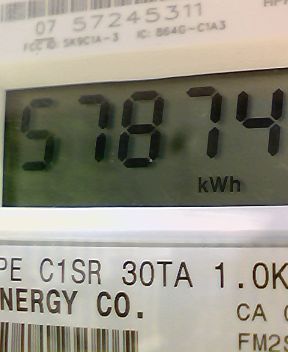 07 57245311
FCC ID: SK9C1A-3 IC: 864G-C1A3
57874
kWh
PE C1SR 30TA 1.0K
NERGY CO.
CA
FM2S